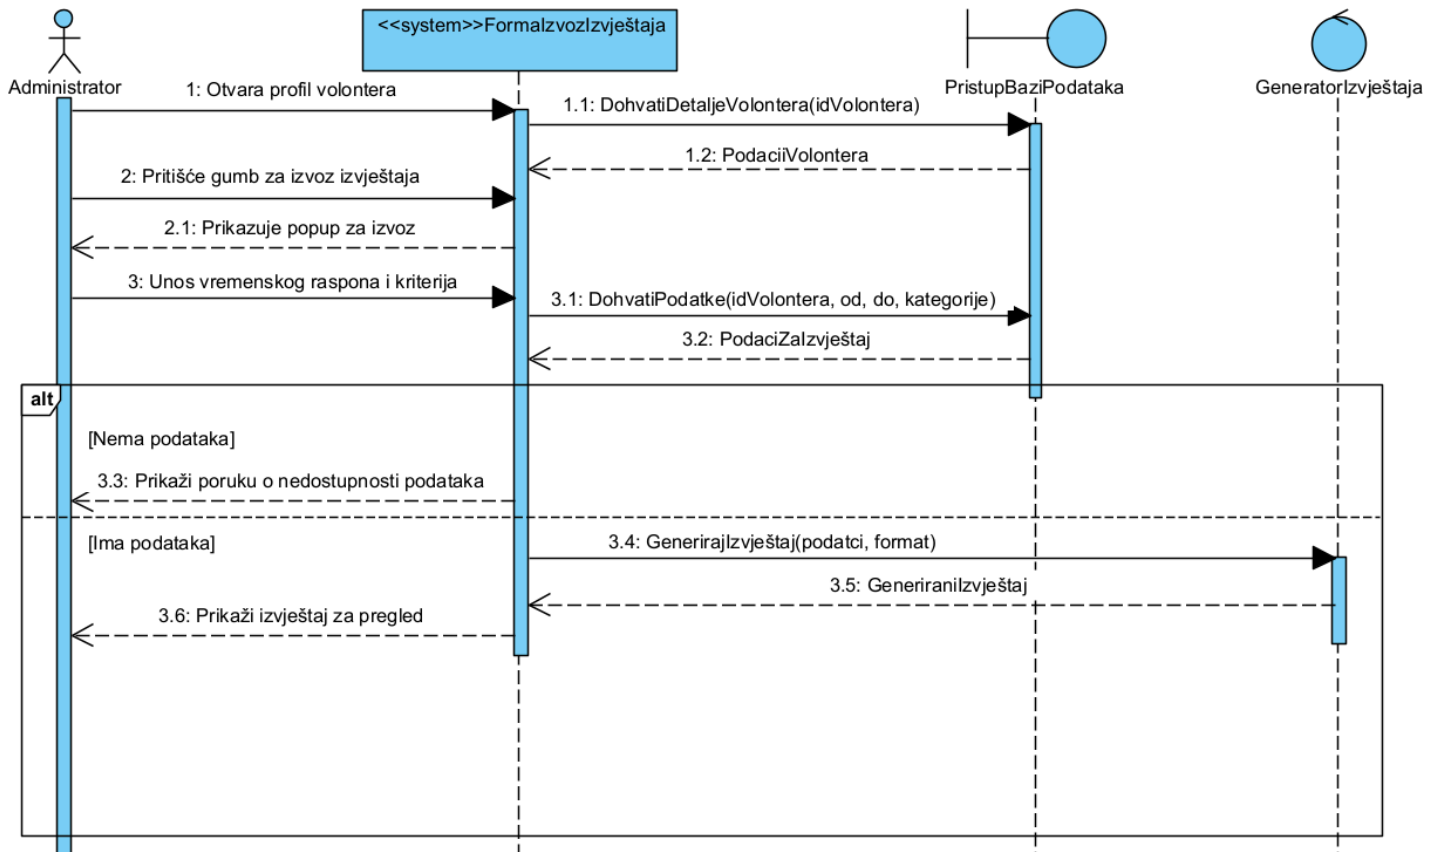 <<system>>FormaIzvozIzvještaja
Administrator
PristupBaziPodataka
GeneratorIzvještaja
1: Otvara profil volontera
1.1: DohvatiDetaljeVolontera(idVolontera)
1.2: PodaciiVolontera
2: Pritišće gumb za izvoz izvještaja
2.1: Prikazuje popup za izvoz
3: Unos vremenskog raspona i kriterija
3.1: DohvatiPodatke(idVolontera, od, do, kategorije)
3.2: PodaciZaIzvještaj
alt
[Nema podataka]
3.3: Prikaži poruku o nedostupnosti podataka
[Ima podataka]
3.4: GenerirajIzvještaj(podatci, format)
3.5: GeneriraniIzvještaj
3.6: Prikaži izvještaj za pregled